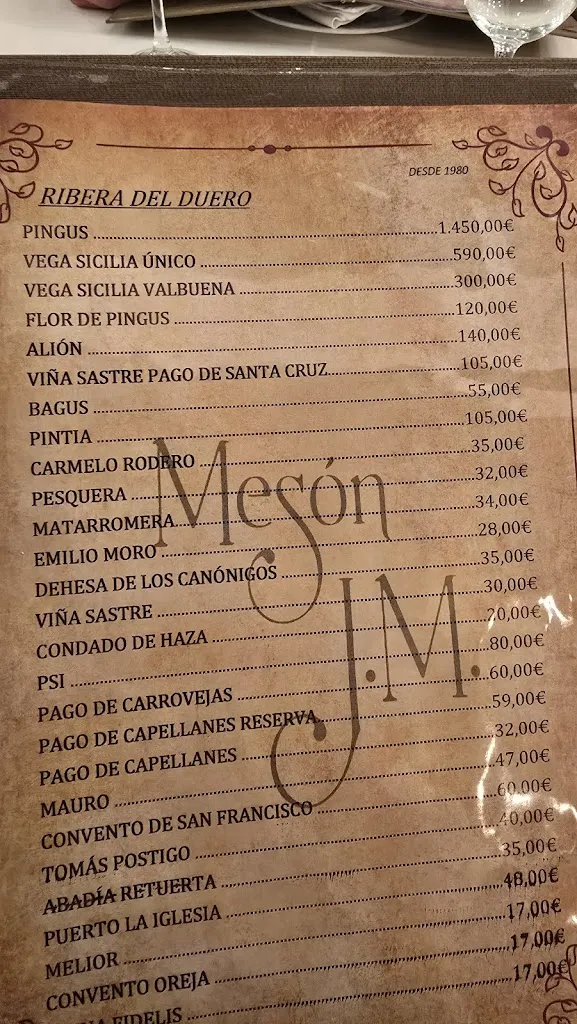 DESDE 1980
RIBERA DEL DUERO
PINGUS ........ 1.450,00€
VEGA SICILIA ÚNICO ........ 590,00€
VEGA SICILIA VALBUENA ........ 300,00€
FLOR DE PINGUS ........ 120,00€
ALIÓN ........ 140,00€
VIÑA SASTRE PAGO DE SANTA CRUZ ........ 105,00€
BAGUS ........ 55,00€
PINTIA ........ 105,00€
CARMELO RODERO ........ 35,00€
PESQUERA ........ 32,00€
MATARROMERA ........ 34,00€
EMILIO MORO ........ 28,00€
DEHESA DE LOS CANÓNIGOS ........ 35,00€
VIÑA SASTRE ........ 30,00€
CONDADO DE HAZA ........ 20,00€
PSI ........ 80,00€
PAGO DE CARROVEJAS ........ 60,00€
PAGO DE CAPELLANES RESERVA ........ 59,00€
PAGO DE CAPELLANES ........ 32,00€
MAURO ........ 47,00€
CONVENTO DE SAN FRANCISCO ........ 60,00€
TOMÁS POSTIGO ........ 40,00€
ABADÍA RETUERTA ........ 35,00€
PUERTO LA IGLESIA ........ 48,00€
MELIOR ........ 17,00€
CONVENTO OREJA ........ 17,00€
FIDELIS ........ 17,00€
Mesón
J.M.